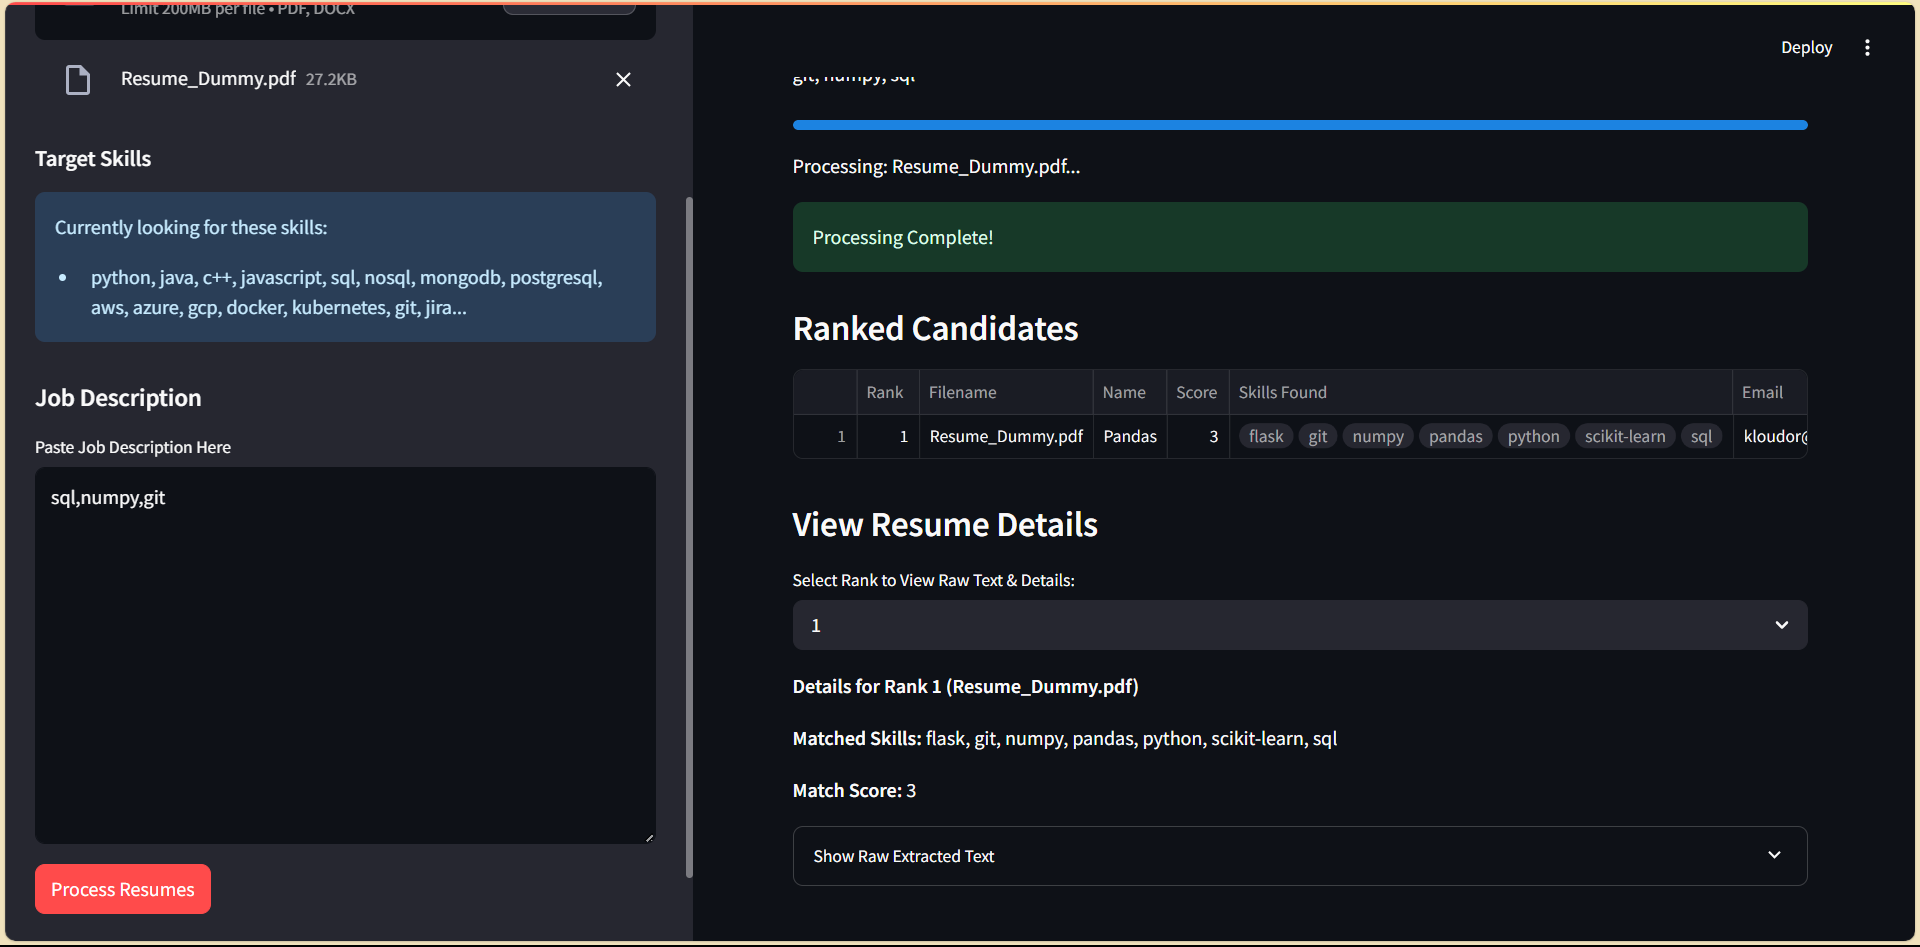 Limit 200MB per file • PDF, DOCX
Resume_Dummy.pdf 27.2KB
Target Skills
Currently looking for these skills:
• python, java, c++, javascript, sql, nosql, mongodb, postgresql,
aws, azure, gcp, docker, kubernetes, git, jira...
Job Description
Paste Job Description Here
sql,numpy,git
Process Resumes
Deploy
git, numpy, sql
Processing: Resume_Dummy.pdf...
Processing Complete!
Ranked Candidates
Rank Filename Name Score Skills Found Email
1 1 Resume_Dummy.pdf Pandas 3 flask git numpy pandas python scikit-learn sql kloudor@
View Resume Details
Select Rank to View Raw Text & Details:
1
Details for Rank 1 (Resume_Dummy.pdf)
Matched Skills: flask, git, numpy, pandas, python, scikit-learn, sql
Match Score: 3
Show Raw Extracted Text